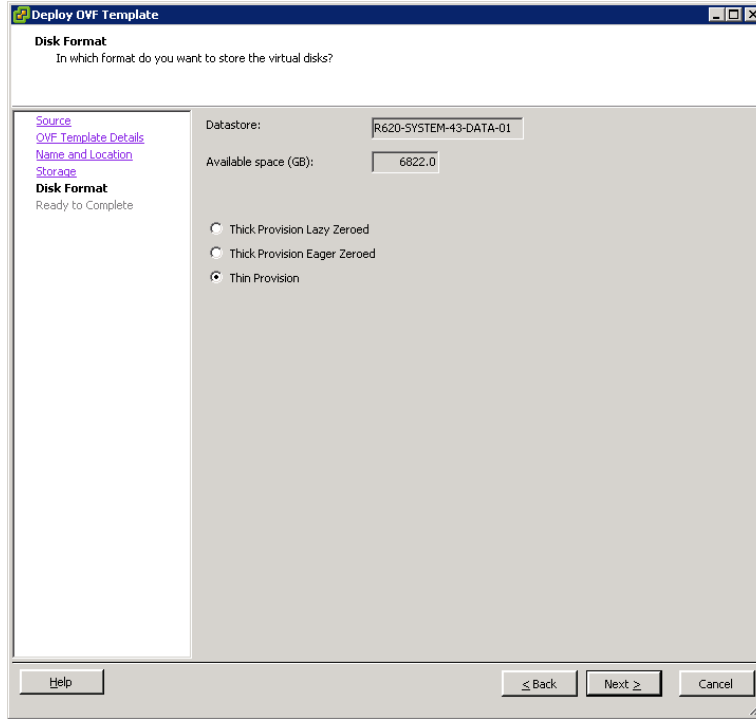 Deploy OVF Template
Disk Format
In which format do you want to store the virtual disks?
Source
OVF Template Details
Name and Location
Storage
Disk Format
Ready to Complete
Datastore: R620-SYSTEM-43-DATA-01
Available space (GB): 6822.0
Thick Provision Lazy Zeroed
Thick Provision Eager Zeroed
Thin Provision
Help
< Back
Next >
Cancel